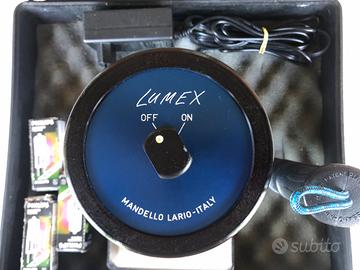 LUMEX
OFF ON
MANDELLO LARIO-ITALY
subito